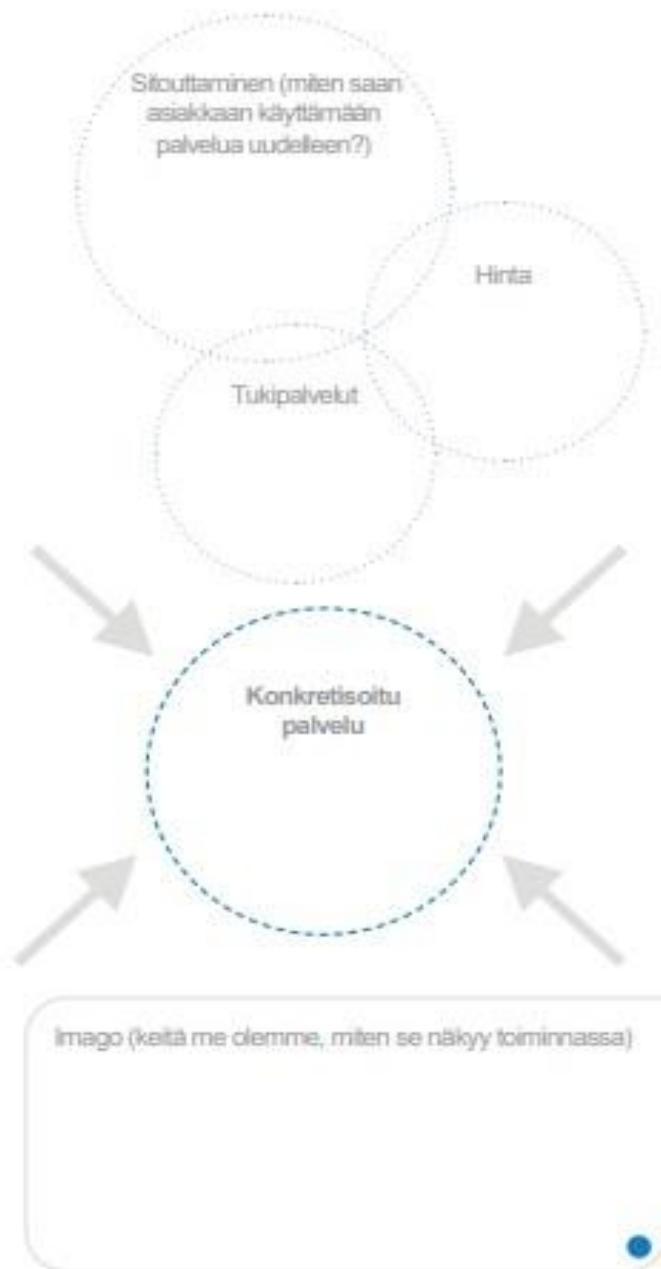 Sitouttaminen (miten saan
asiakkaan käyttämään
palvelua uudelleen?)
Hinta
Tukipalvelut
Konkretisoitu
palvelu
Imago (keitä me olemme, miten se näkyy toiminnassa)